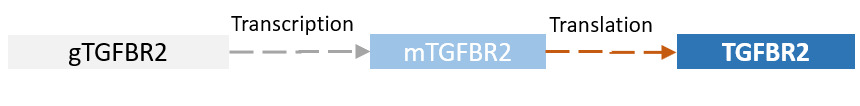 Transcription
Translation
gTGFBR2
mTGFBR2
TGFBR2